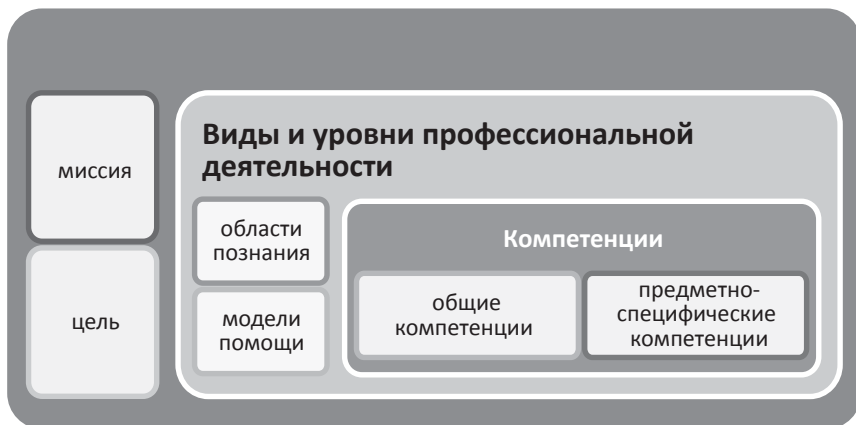 миссия
цель
Виды и уровни профессиональной
деятельности
области
познания
модели
помощи
Компетенции
общие
компетенции
предметно-
специфические
компетенции